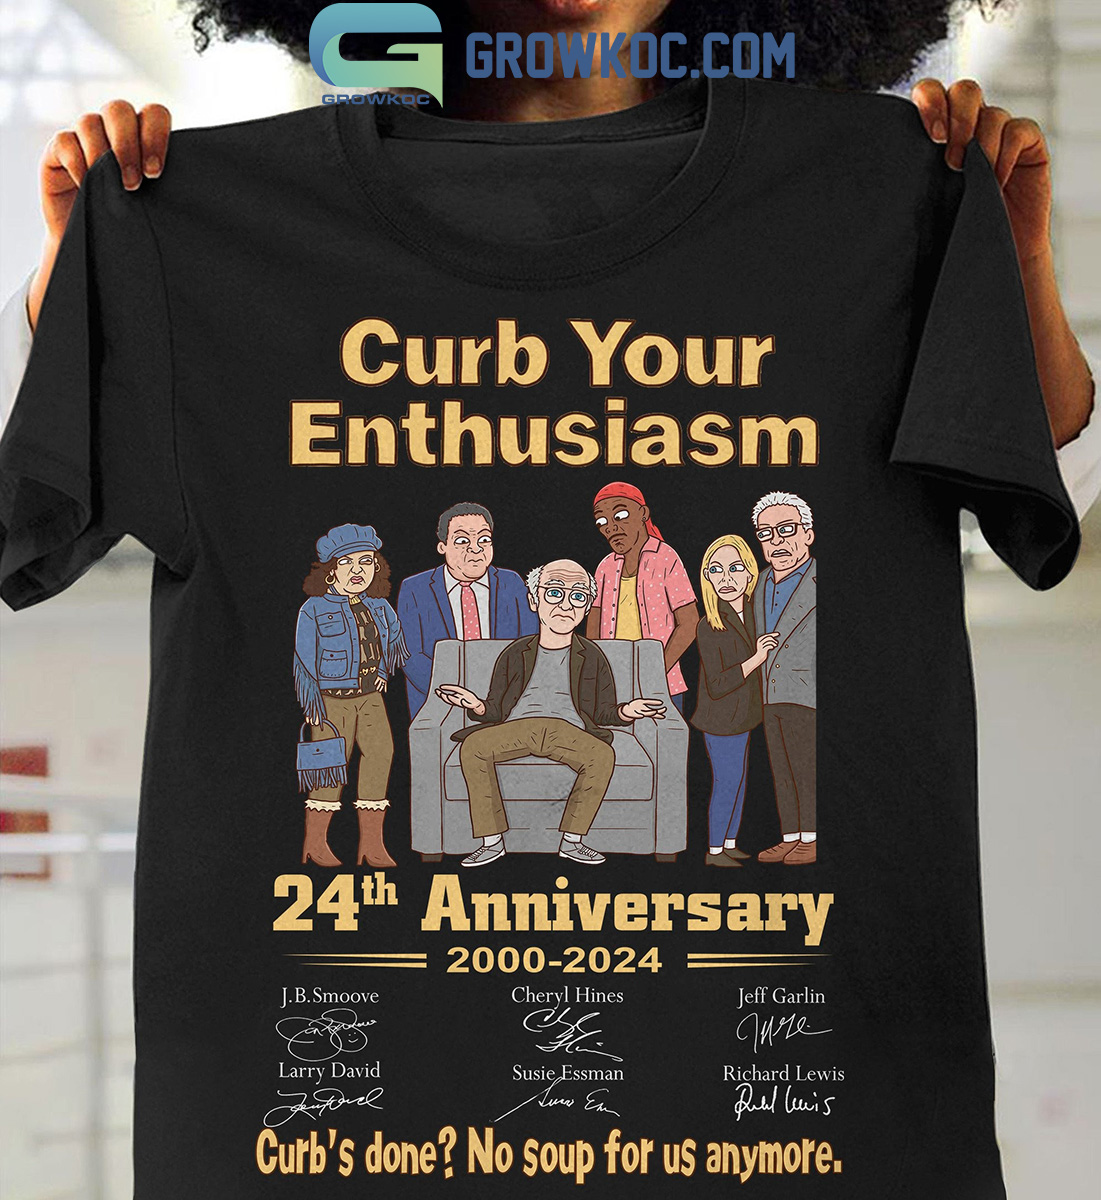 GROWKOC
GROWKOC.COM
Curb Your
Enthusiasm
24th Anniversary
2000-2024
J.B.Smoove
Cheryl Hines
Jeff Garlin
Larry David
Susie Essman
Richard Lewis
Curb's done? No soup for us anymore.